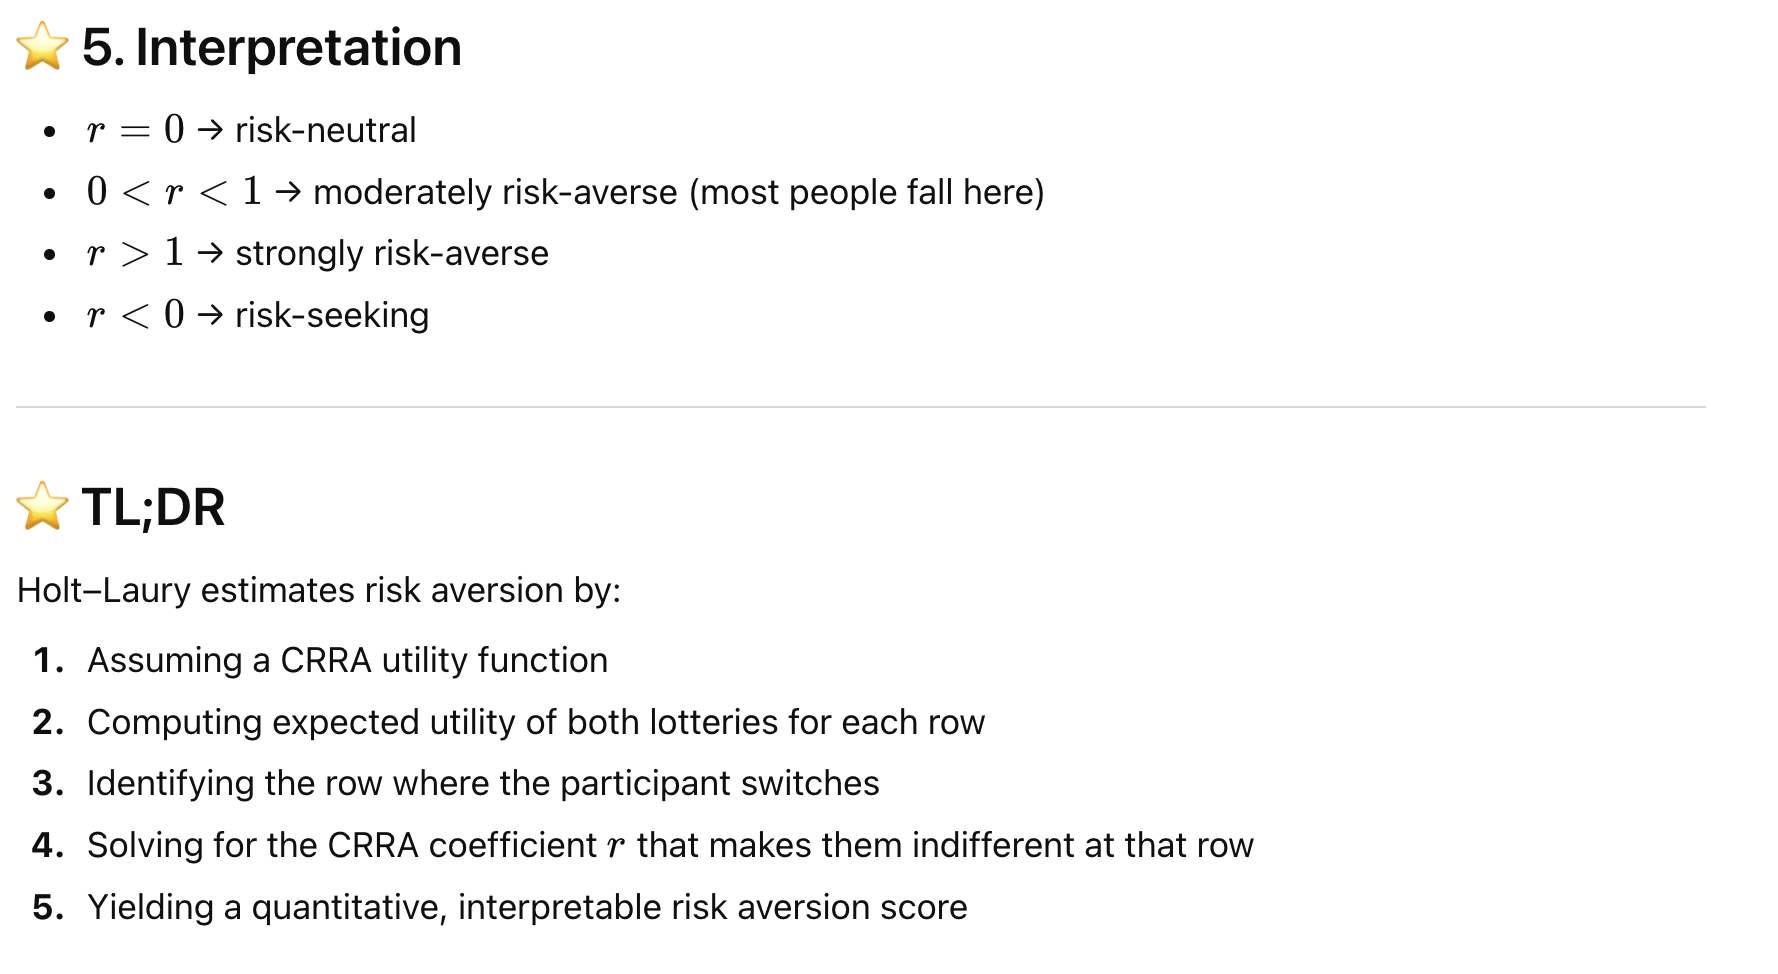 ⭐ 5. Interpretation
• r = 0 → risk-neutral
• 0 < r < 1 → moderately risk-averse (most people fall here)
• r > 1 → strongly risk-averse
• r < 0 → risk-seeking
⭐ TL;DR
Holt–Laury estimates risk aversion by:
1. Assuming a CRRA utility function
2. Computing expected utility of both lotteries for each row
3. Identifying the row where the participant switches
4. Solving for the CRRA coefficient r that makes them indifferent at that row
5. Yielding a quantitative, interpretable risk aversion score